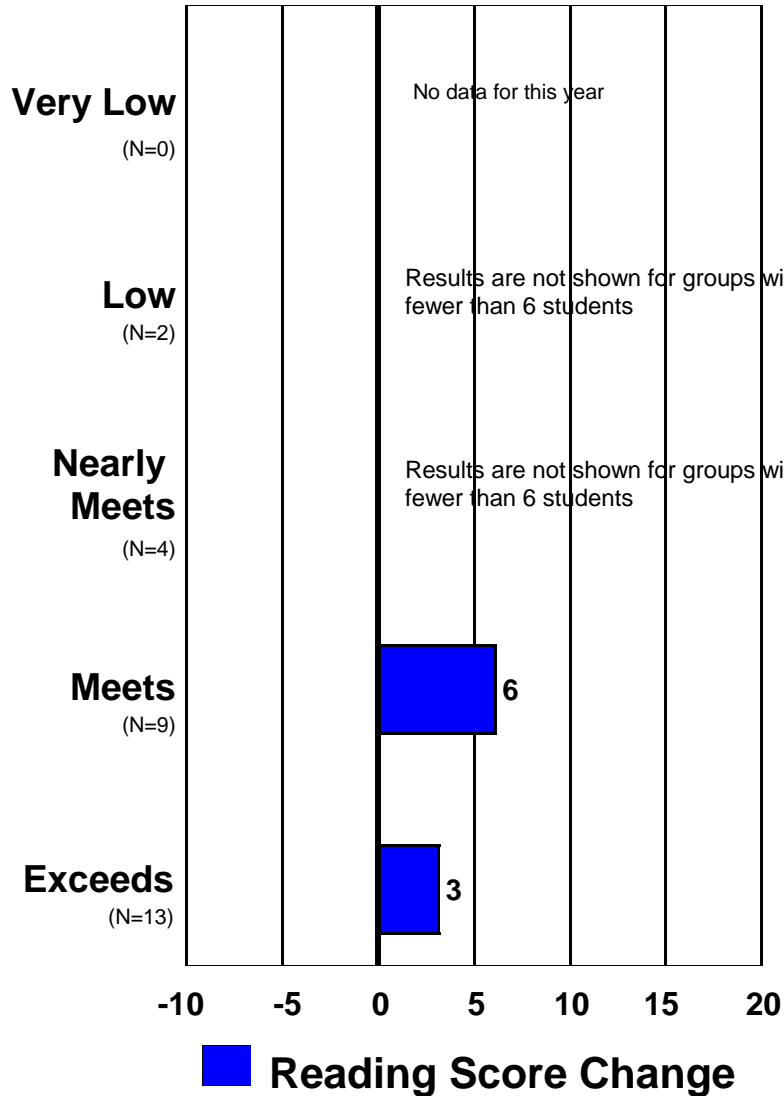 Very Low
(N=0)
No data for this year
Low
(N=2)
Results are not shown for groups wi
fewer than 6 students
Nearly
Meets
(N=4)
Results are not shown for groups wi
fewer than 6 students
Meets
(N=9)
6
Exceeds
(N=13)
3
-10 -5 0 5 10 15 20
Reading Score Change